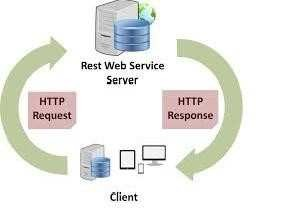 Rest Web Service
Server
HTTP
Request
HTTP
Response
Client